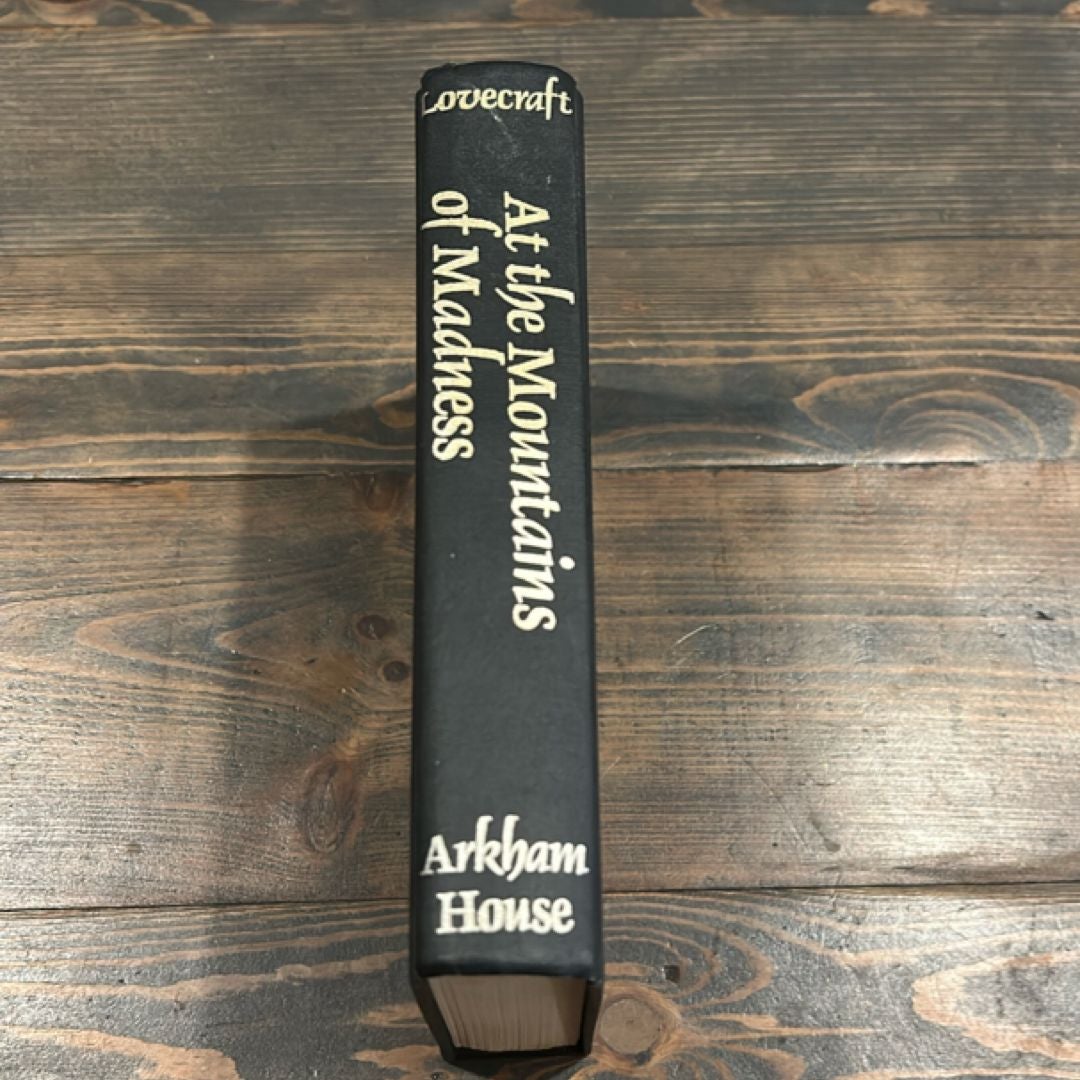 Lovecraft
At the Mountains
of Madness
Arkham
House